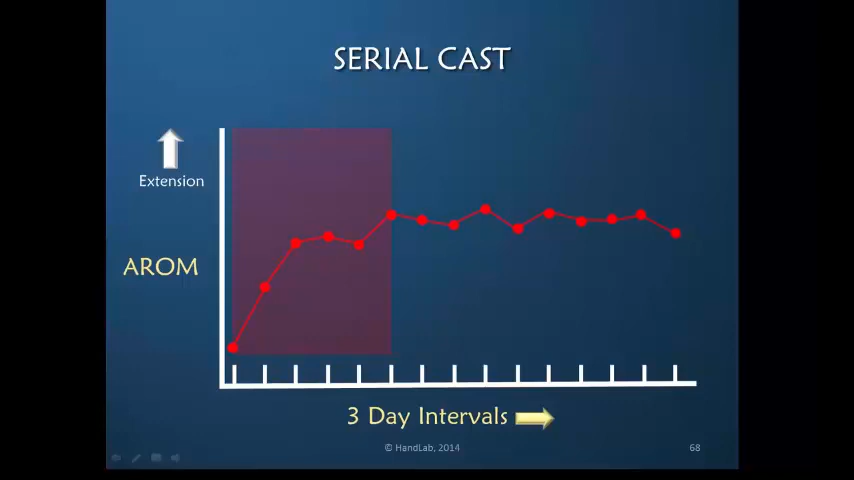 SERIAL CAST
Extension
AROM
3 Day Intervals
© HandLab, 2014
68